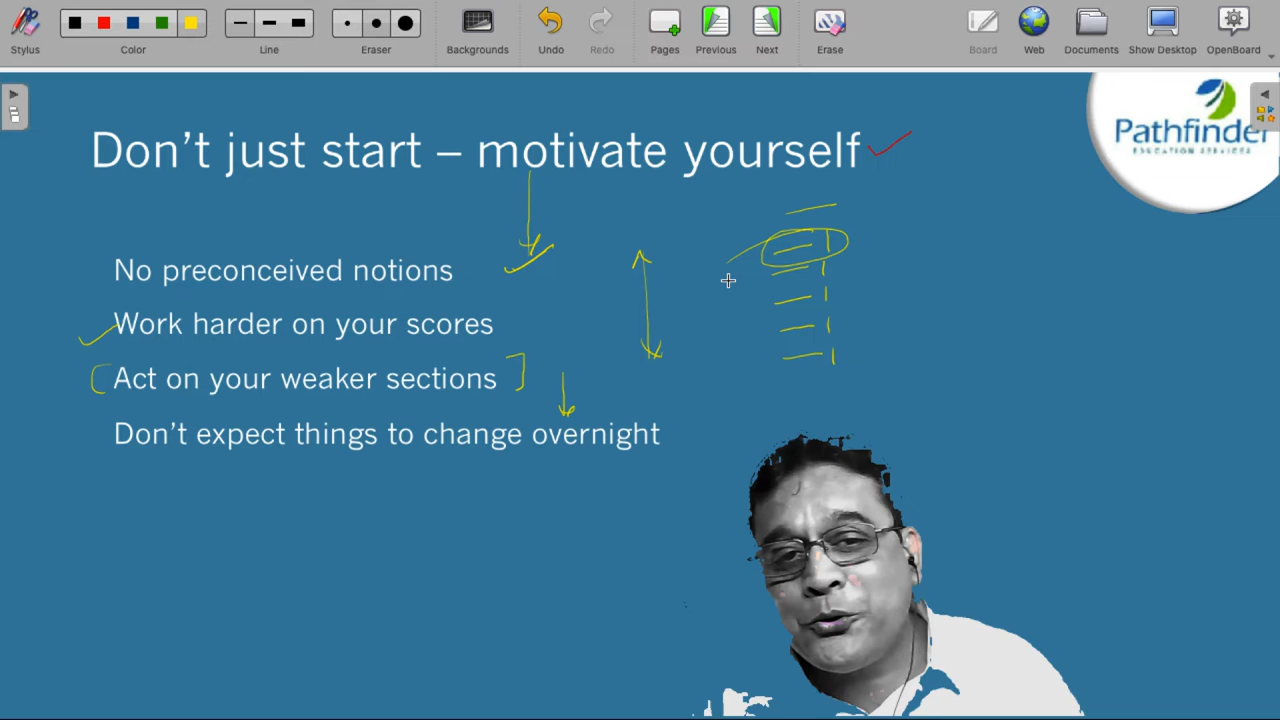 Stylus
Color
Line
Eraser
Backgrounds
Undo
Redo
Pages
Previous
Next
Erase
Board
Web
Documents
Show Desktop
OpenBoard
Pathfinder
EDUCATION SERVICES
Don't just start – motivate yourself
No preconceived notions
Work harder on your scores
Act on your weaker sections
Don't expect things to change overnight